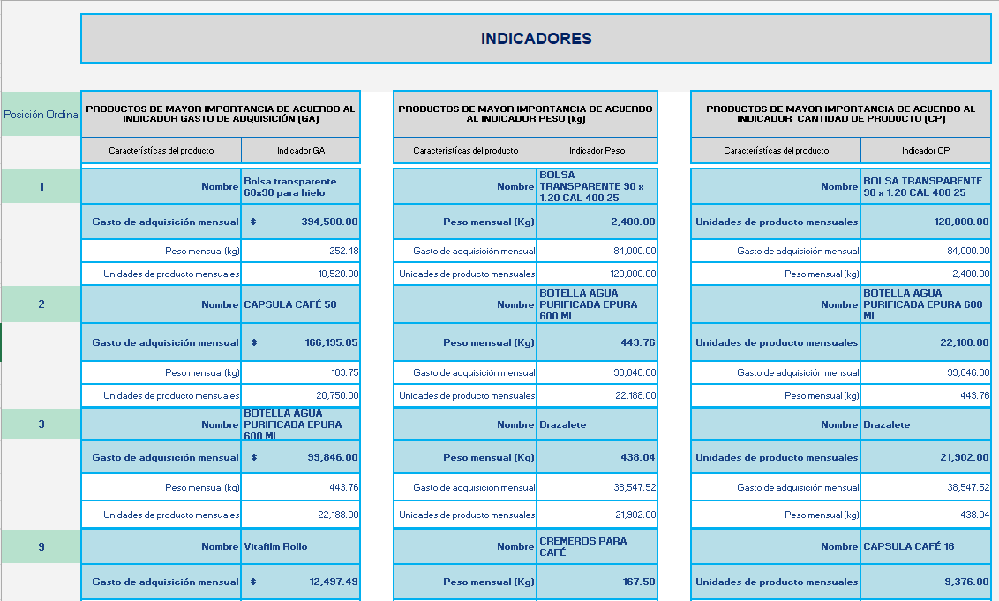 INDICADORES
Posición Ordinal
PRODUCTOS DE MAYOR IMPORTANCIA DE ACUERDO AL
INDICADOR GASTO DE ADQUISICIÓN (GA)
PRODUCTOS DE MAYOR IMPORTANCIA DE ACUERDO
AL INDICADOR PESO (kg)
PRODUCTOS DE MAYOR IMPORTANCIA DE ACUERDO AL
INDICADOR CANTIDAD DE PRODUCTO (CP)
Características del producto
Indicador GA
Características del producto
Indicador Peso
Características del producto
Indicador CP
1
Nombre
Bolsa transparente
60x90 para hielo
Nombre
BOLSA
TRANSPARENTE 90 x
1.20 CAL 400 25
Nombre
BOLSA TRANSPARENTE
90 x 1.20 CAL 400 25
Gasto de adquisición mensual
$ 394,500.00
Peso mensual (Kg)
2,400.00
Unidades de producto mensuales
120,000.00
Peso mensual (kg)
252.48
Gasto de adquisición mensual
84,000.00
Gasto de adquisición mensual
84,000.00
Unidades de producto mensuales
10,520.00
Unidades de producto mensuales
120,000.00
Peso mensual (kg)
2,400.00
2
Nombre
CAPSULA CAFÉ 50
Nombre
BOTELLA AGUA
PURIFICADA EPURA
600 ML
Nombre
BOTELLA AGUA
PURIFICADA EPURA 600
ML
Gasto de adquisición mensual
$ 166,195.05
Peso mensual (Kg)
443.76
Unidades de producto mensuales
22,188.00
Peso mensual (kg)
103.75
Gasto de adquisición mensual
99,846.00
Gasto de adquisición mensual
99,846.00
Unidades de producto mensuales
20,750.00
Unidades de producto mensuales
22,188.00
Peso mensual (kg)
443.76
3
Nombre
BOTELLA AGUA
PURIFICADA EPURA
600 ML
Nombre
Brazalete
Nombre
Brazalete
Gasto de adquisición mensual
$ 99,846.00
Peso mensual (Kg)
438.04
Unidades de producto mensuales
21,902.00
Peso mensual (kg)
443.76
Gasto de adquisición mensual
38,547.52
Gasto de adquisición mensual
38,547.52
Unidades de producto mensuales
22,188.00
Unidades de producto mensuales
21,902.00
Peso mensual (kg)
438.04
9
Nombre
Vitafilm Rollo
Nombre
CREMEROS PARA
CAFÉ
Nombre
CAPSULA CAFÉ 16
Gasto de adquisición mensual
$ 12,497.49
Peso mensual (Kg)
167.50
Unidades de producto mensuales
9,376.00